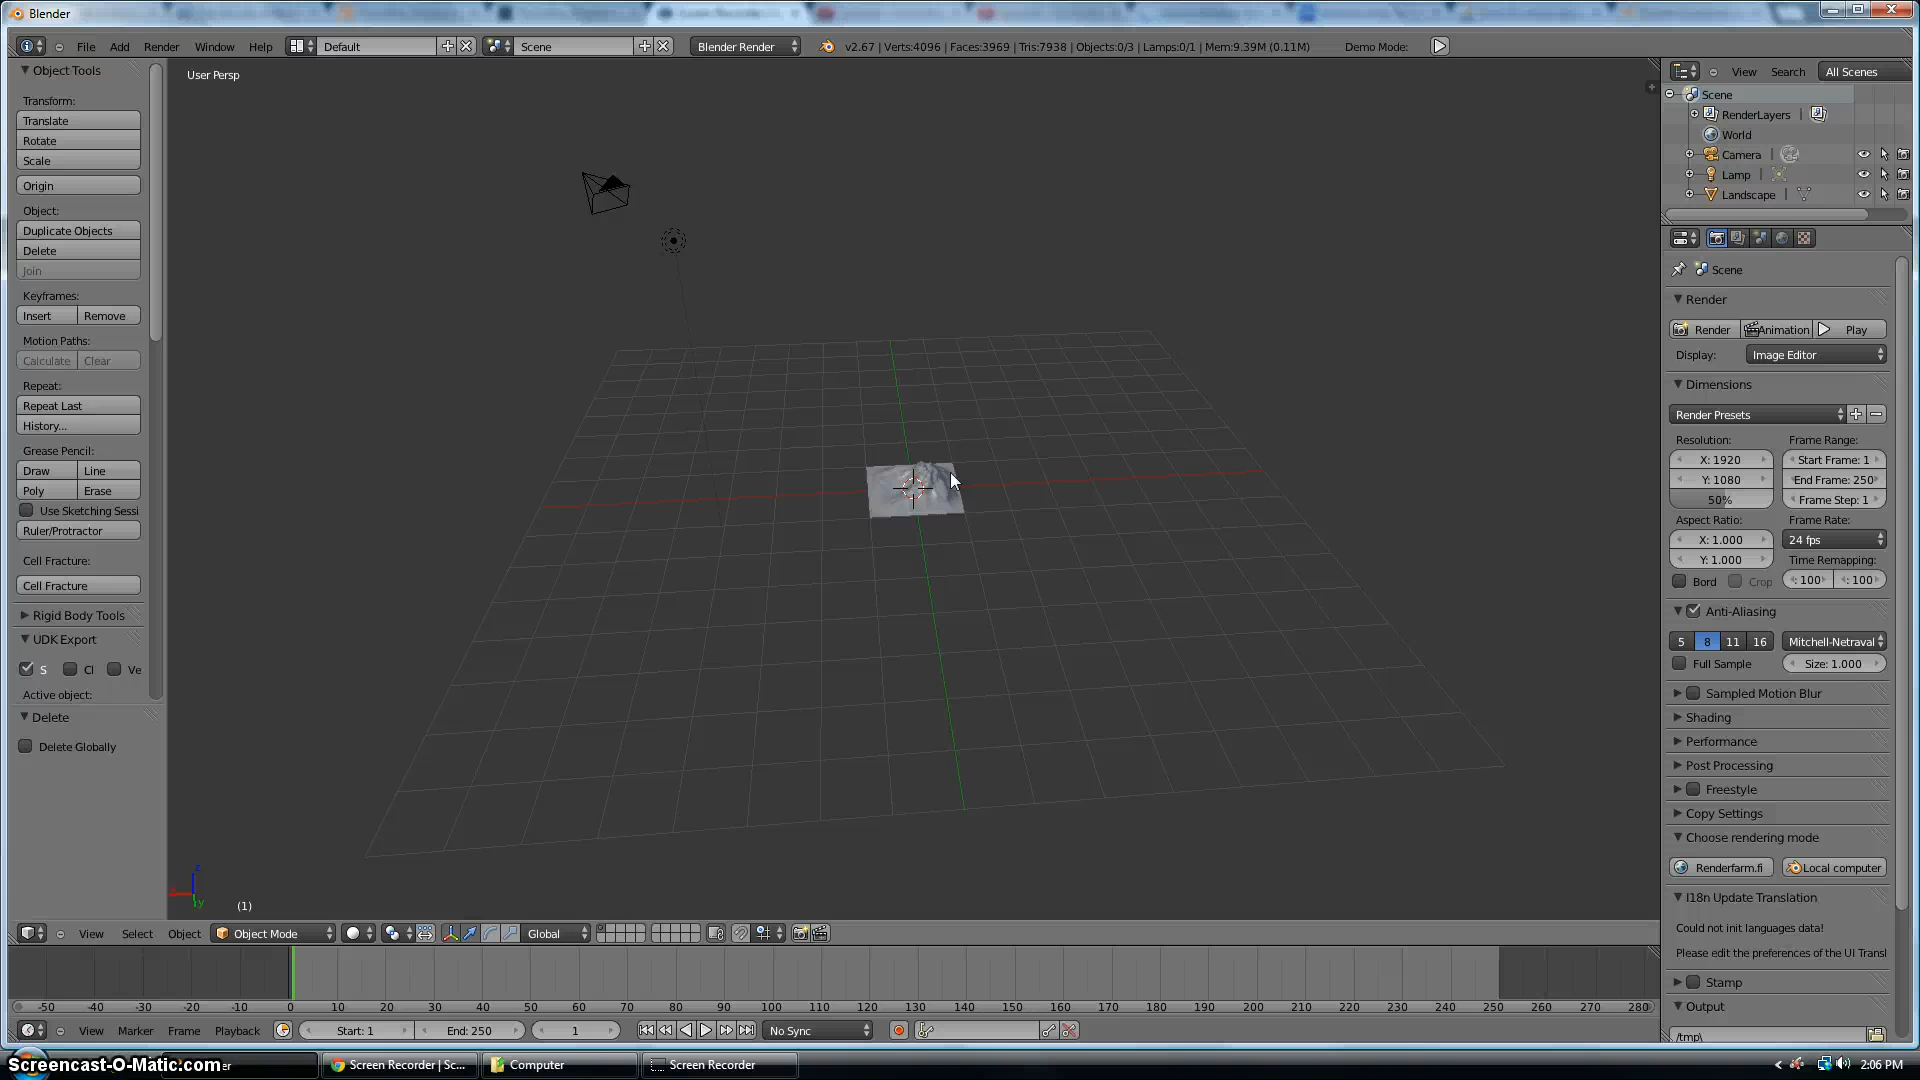 Blender
File Add Render Window Help Default Scene Blender Render v2.67 | Verts:4096 | Faces:3969 | Tris:7938 | Objects:0/3 | Lamps:0/1 | Mem:9.39M (0.11M) Demo Mode:
Object Tools
Transform:
Translate
Rotate
Scale
Origin
Object:
Duplicate Objects
Delete
Join
Keyframes:
Insert Remove
Motion Paths:
Calculate Clear
Repeat:
Repeat Last
History...
Grease Pencil:
Draw Line
Poly Erase
Use Sketching Sessi
Ruler/Protractor
Cell Fracture:
Cell Fracture
Rigid Body Tools
UDK Export
S Cl Ve
Active object:
Delete
Delete Globally
User Persp
z
y
(1)
View Search All Scenes
Scene
RenderLayers |
World
Camera |
Lamp |
Landscape |
Scene
Render
Render Animation Play
Display: Image Editor
Dimensions
Render Presets
Resolution: Frame Range:
X: 1920 Start Frame: 1
Y: 1080 End Frame: 250
50% Frame Step: 1
Aspect Ratio: Frame Rate:
X: 1.000 24 fps
Y: 1.000 Time Remapping:
Bord Crop : 100 : 100
Anti-Aliasing
5 8 11 16 Mitchell-Netraval
Full Sample Size: 1.000
Sampled Motion Blur
Shading
Performance
Post Processing
Freestyle
Copy Settings
Choose rendering mode
Renderfarm.fi Local computer
I18n Update Translation
Could not init languages data!
Please edit the preferences of the UI Transl
Stamp
Output
/tmp\
View Select Object Object Mode Global
-50 -40 -30 -20 -10 0 10 20 30 40 50 60 70 80 90 100 110 120 130 140 150 160 170 180 190 200 210 220 230 240 250 260 270 280
View Marker Frame Playback Start: 1 End: 250 1 No Sync
Screencast-O-Matic.com er Screen Recorder | Sc... Computer Screen Recorder 2:06 PM